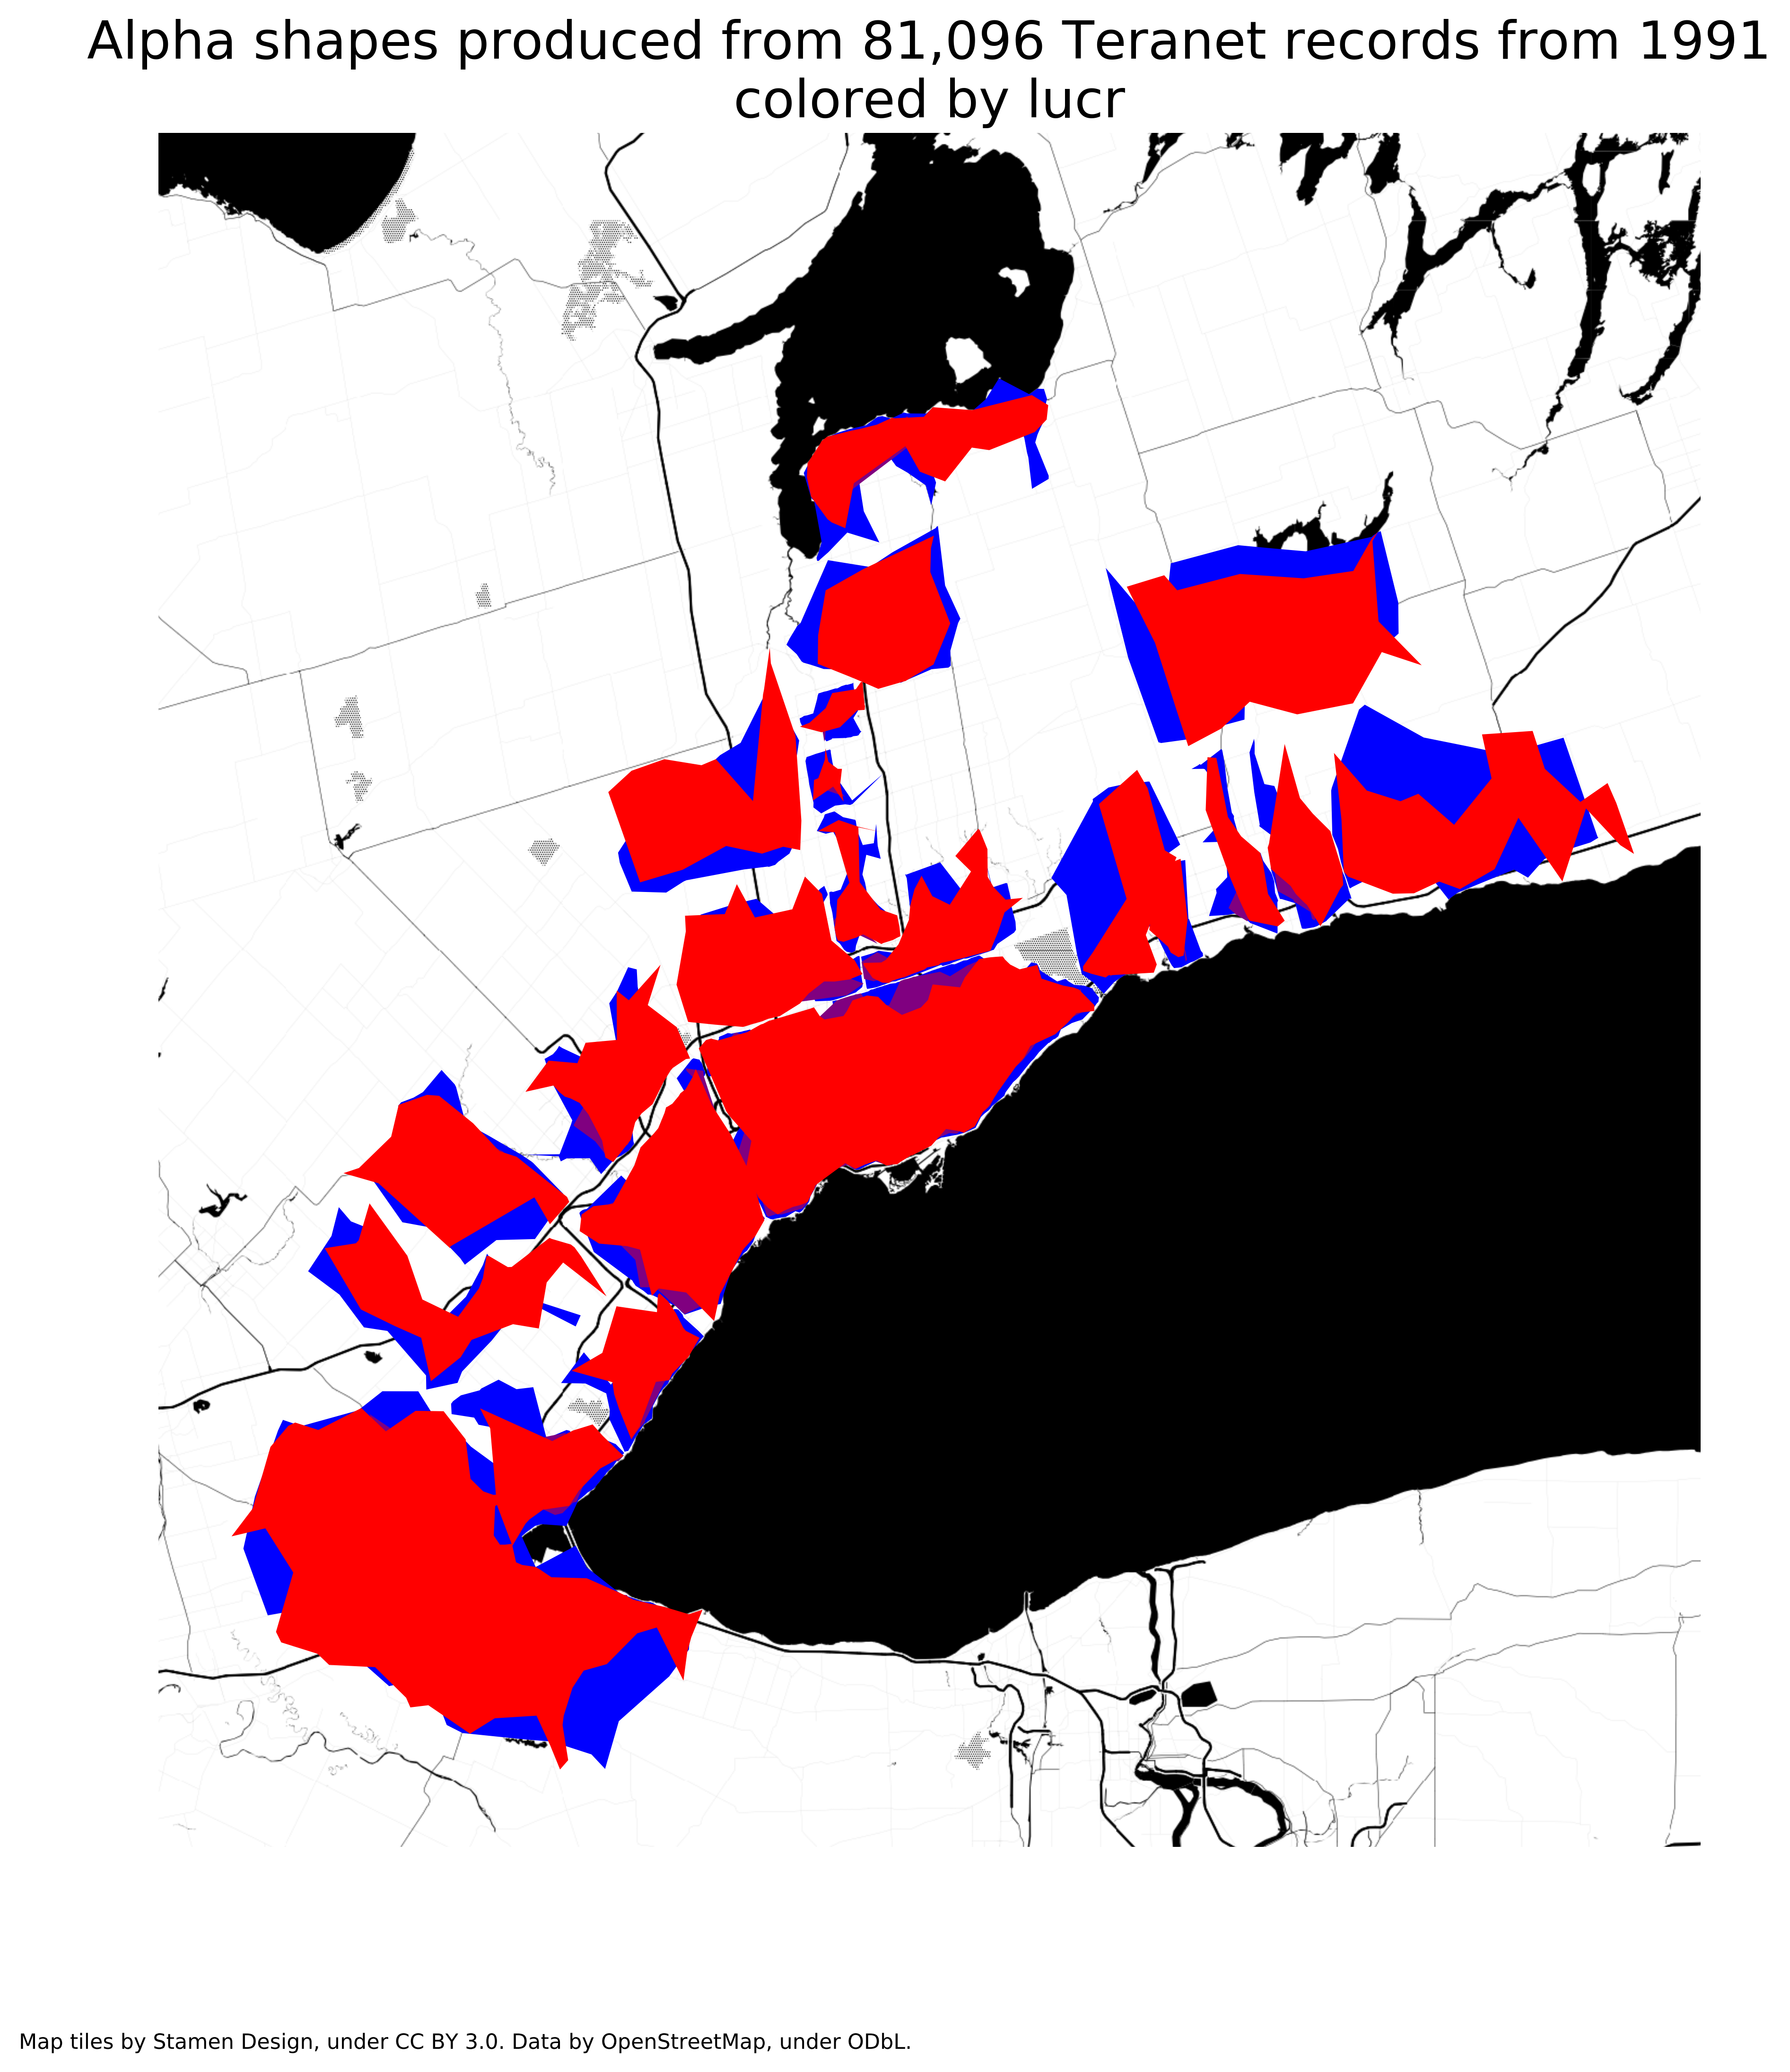 Alpha shapes produced from 81,096 Teranet records from 1991
colored by lucr
Map tiles by Stamen Design, under CC BY 3.0. Data by OpenStreetMap, under ODbL.